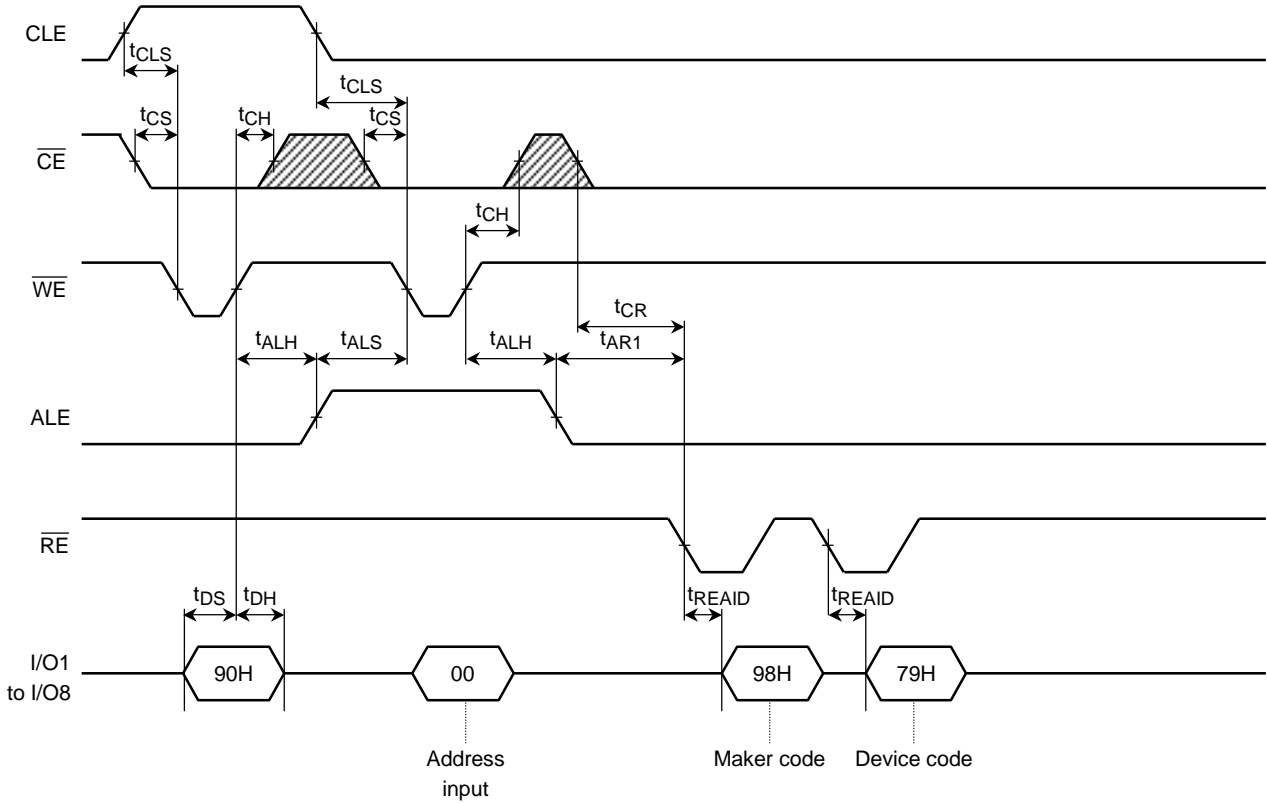 CLE
tCLS
tCLS
tCS
tCH
tCS
CE
tCH
WE
tCR
tALH
tALS
tALH
tAR1
ALE
RE
tDS
tDH
tREAID
tREAID
I/O1
to I/O8
90H
00
98H
79H
Address
input
Maker code
Device code